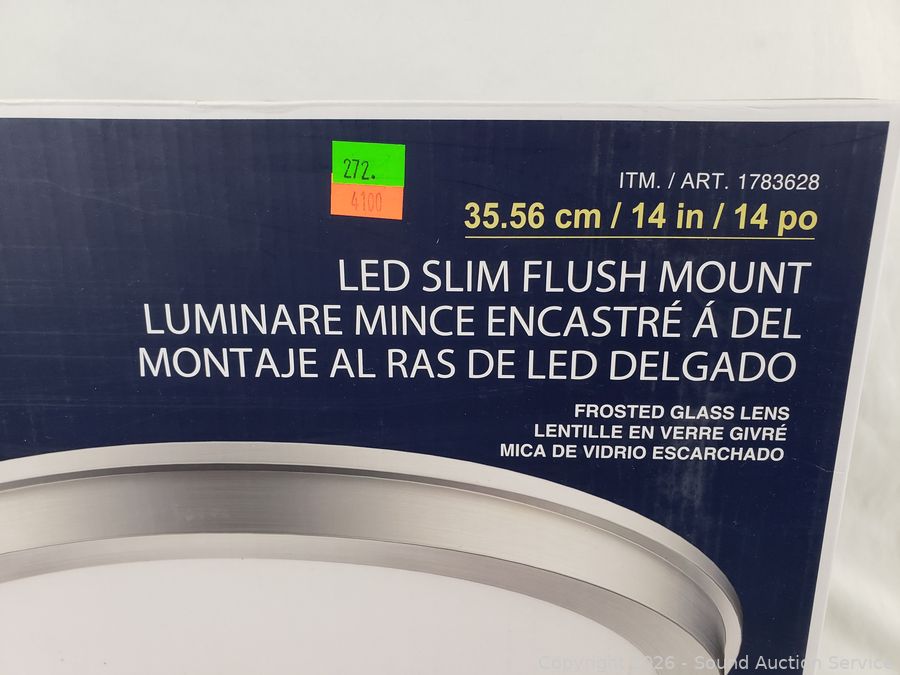 272.
4100
ITM. / ART. 1783628
35.56 cm / 14 in / 14 po
LED SLIM FLUSH MOUNT
LUMINARE MINCE ENCASTRÉ Á DEL
MONTAJE AL RAS DE LED DELGADO
FROSTED GLASS LENS
LENTILLE EN VERRE GIVRÉ
MICA DE VIDRIO ESCARCHADO
Copyright 2026 - Sound Auction Service